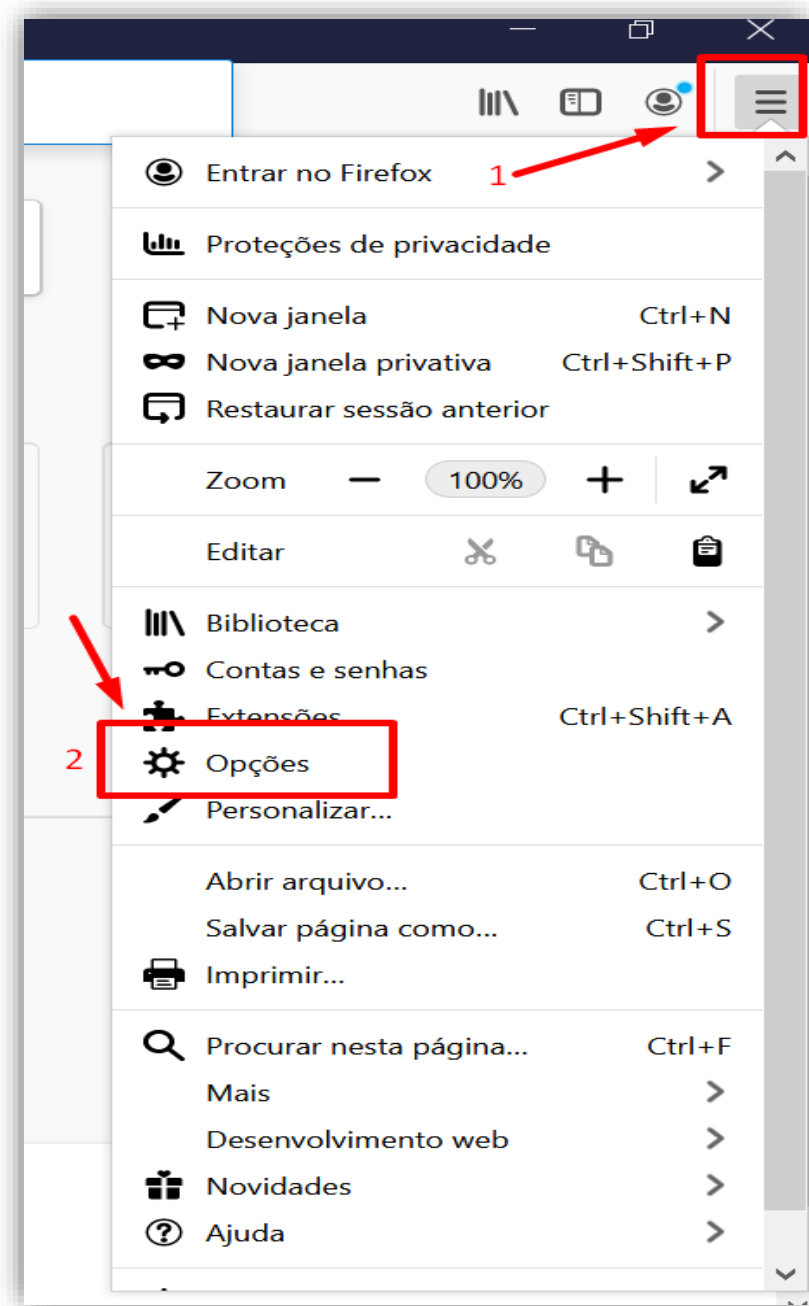 1
Entrar no Firefox
Proteções de privacidade
Nova janela Ctrl+N
Nova janela privativa Ctrl+Shift+P
Restaurar sessão anterior
Zoom 100%
Editar
Biblioteca
Contas e senhas
Extensões Ctrl+Shift+A
2 Opções
Personalizar...
Abrir arquivo... Ctrl+O
Salvar página como... Ctrl+S
Imprimir...
Procurar nesta página... Ctrl+F
Mais
Desenvolvimento web
Novidades
Ajuda